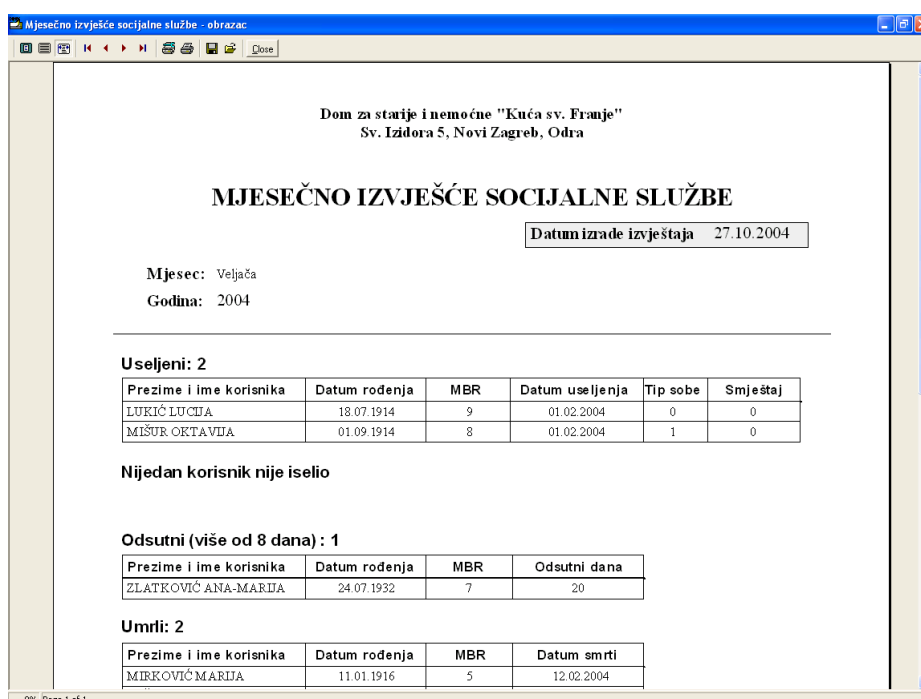 Mjesečno izvješće socijalne službe - obrazac
Close
Dom za starije i nemoćne "Kuća sv. Franje"
Sv. Izidora 5, Novi Zagreb, Odra
MJESEČNO IZVJEŠĆE SOCIJALNE SLUŽBE
Datum izrade izvještaja 27.10.2004
Mjesec: Veljača
Godina: 2004
Useljeni: 2
Prezime i ime korisnika Datum rođenja MBR Datum useljenja Tip sobe Smještaj
LUKIĆ LUCIJA 18.07.1914 9 01.02.2004 0 0
MIŠUR OKTAVIJA 01.09.1914 8 01.02.2004 1 0
Nijedan korisnik nije iselio
Odsutni (više od 8 dana) : 1
Prezime i ime korisnika Datum rođenja MBR Odsutni dana
ZLATKOVIĆ ANA-MARIJA 24.07.1932 7 20
Umrli: 2
Prezime i ime korisnika Datum rođenja MBR Datum smrti
MIRKOVIĆ MARIJA 11.01.1916 5 12.02.2004
0% Page 1 of 1